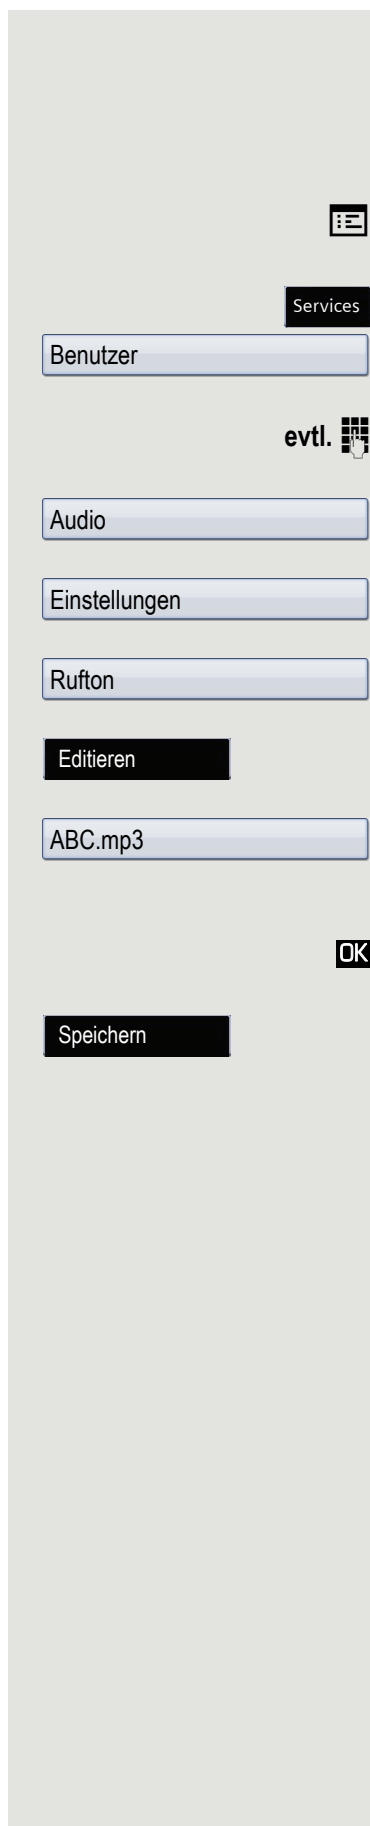 Services
Benutzer
evtl.
Audio
Einstellungen
Rufton
Editieren
ABC.mp3
OK
Speichern